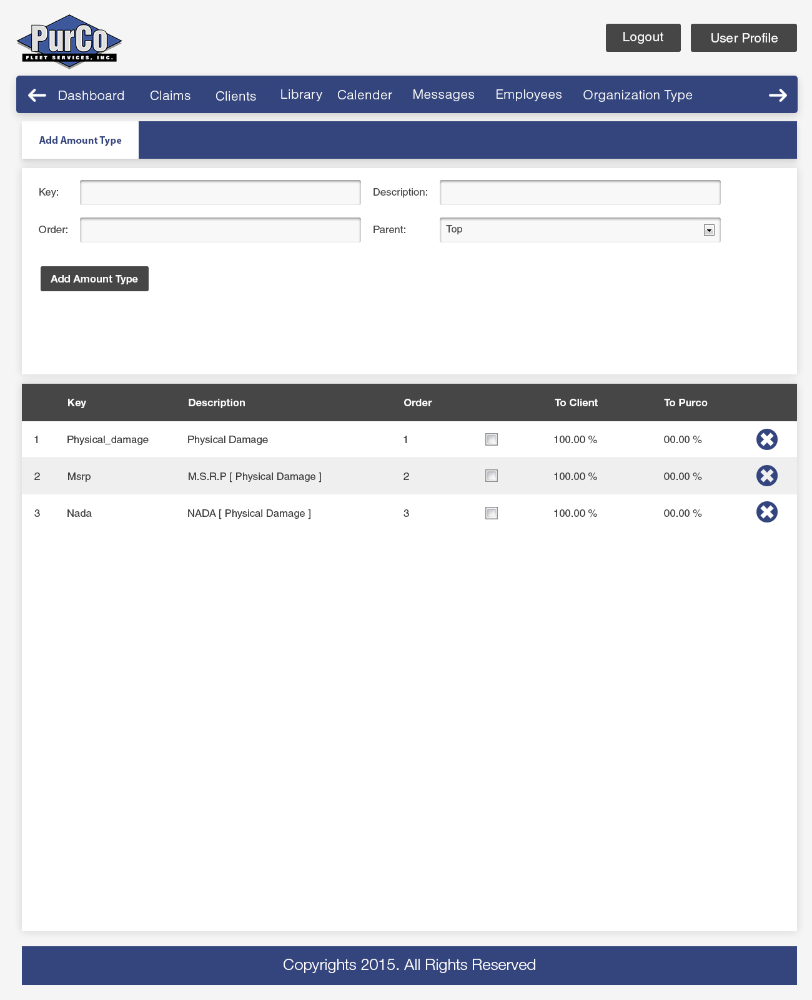 PurCo
FLEET SERVICES, INC.
Logout
User Profile
Dashboard Claims Clients Library Calender Messages Employees Organization Type
Add Amount Type
Key: Description:
Order: Parent: Top
Add Amount Type
Key Description Order To Client To Purco
1 Physical_damage Physical Damage 1 100.00 % 00.00 %
2 Msrp M.S.R.P [ Physical Damage ] 2 100.00 % 00.00 %
3 Nada NADA [ Physical Damage ] 3 100.00 % 00.00 %
Copyrights 2015. All Rights Reserved